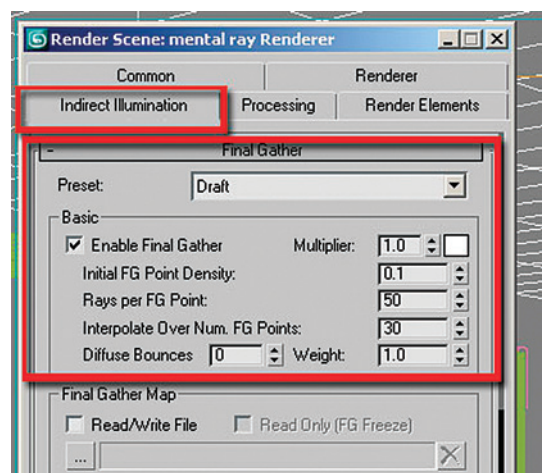 Render Scene: mental ray Renderer
Common Renderer
Indirect Illumination Processing Render Elements
- Final Gather
Preset: Draft
Basic
Enable Final Gather Multiplier: 1.0
Initial FG Point Density: 0.1
Rays per FG Point: 50
Interpolate Over Num. FG Points: 30
Diffuse Bounces 0 Weight: 1.0
Final Gather Map
Read/Write File Read Only (FG Freeze)
...